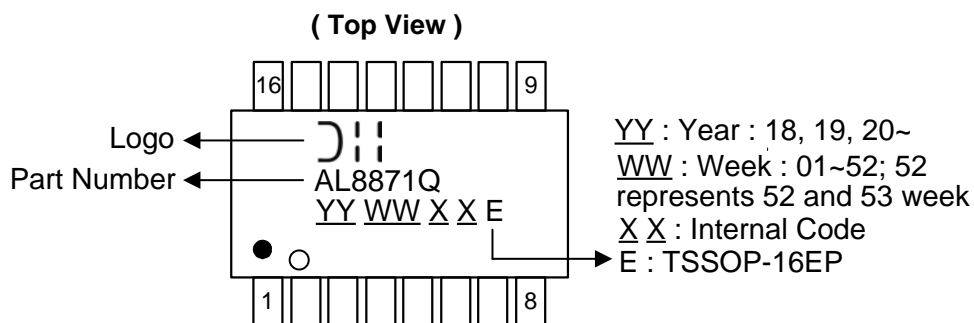 ( Top View )
16
9
Logo
Part Number
AL8871Q
YY WW X X E
YY : Year : 18, 19, 20~
WW : Week : 01~52; 52
represents 52 and 53 week
X X : Internal Code
E : TSSOP-16EP
1
8